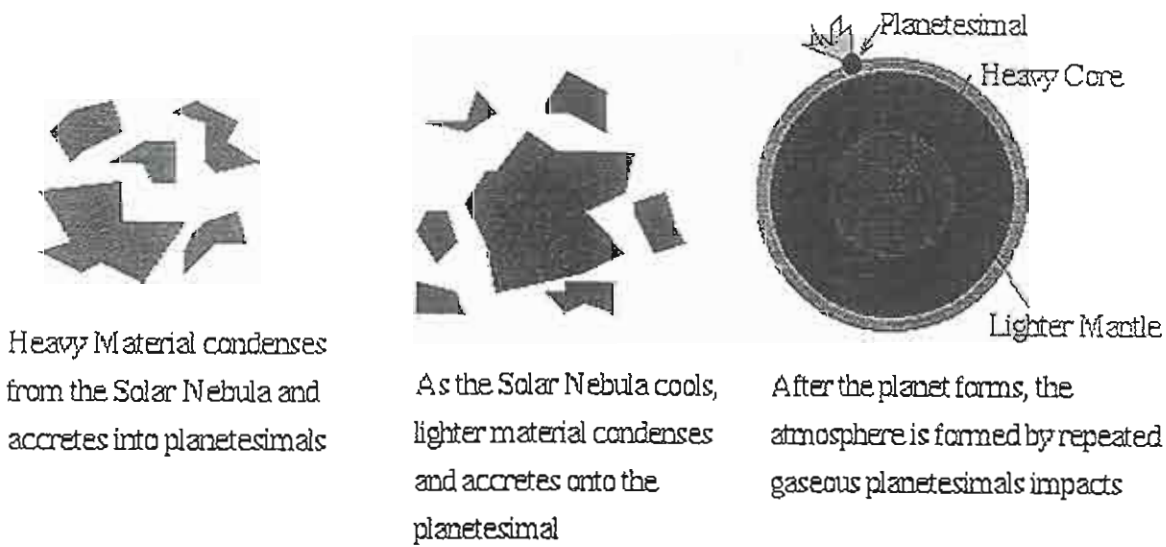 Planetesimal
Heavy Core
Lighter Mantle
Heavy Material condenses
from the Solar Nebula and
accretes into planetesimals
As the Solar Nebula cools,
lighter material condenses
and accretes onto the
planetesimal
After the planet forms, the
atmosphere is formed by repeated
gaseous planetesimals impacts